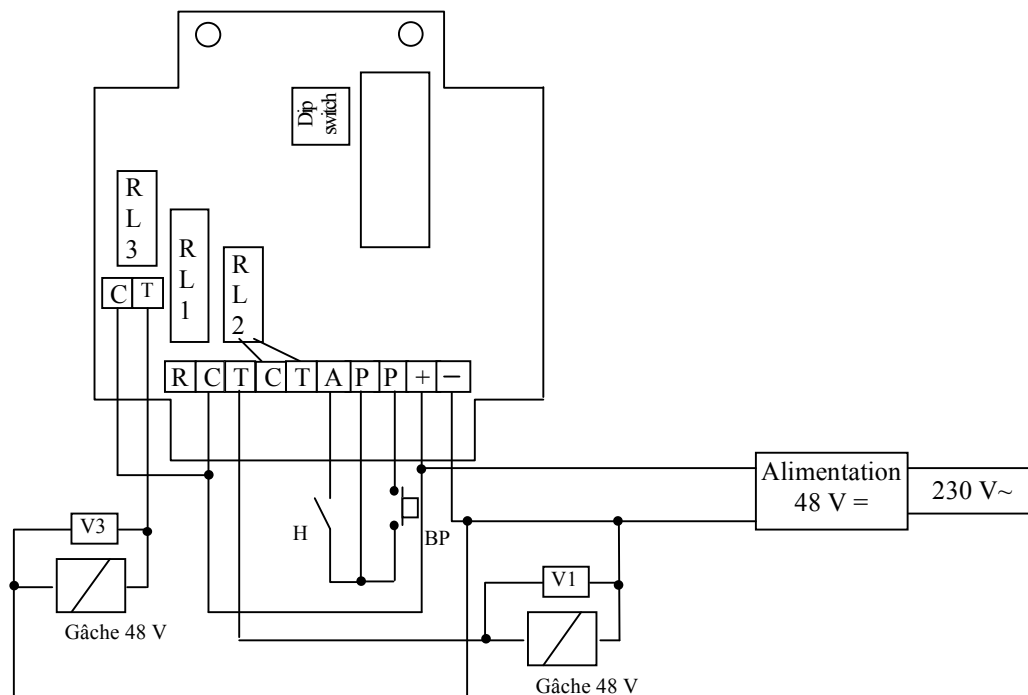 Dip
switch
R
L
3
R
L
1
R
L
2
C T
R C T C T A P P + −
Alimentation
48 V =
230 V~
V3
H
BP
V1
Gâche 48 V
Gâche 48 V